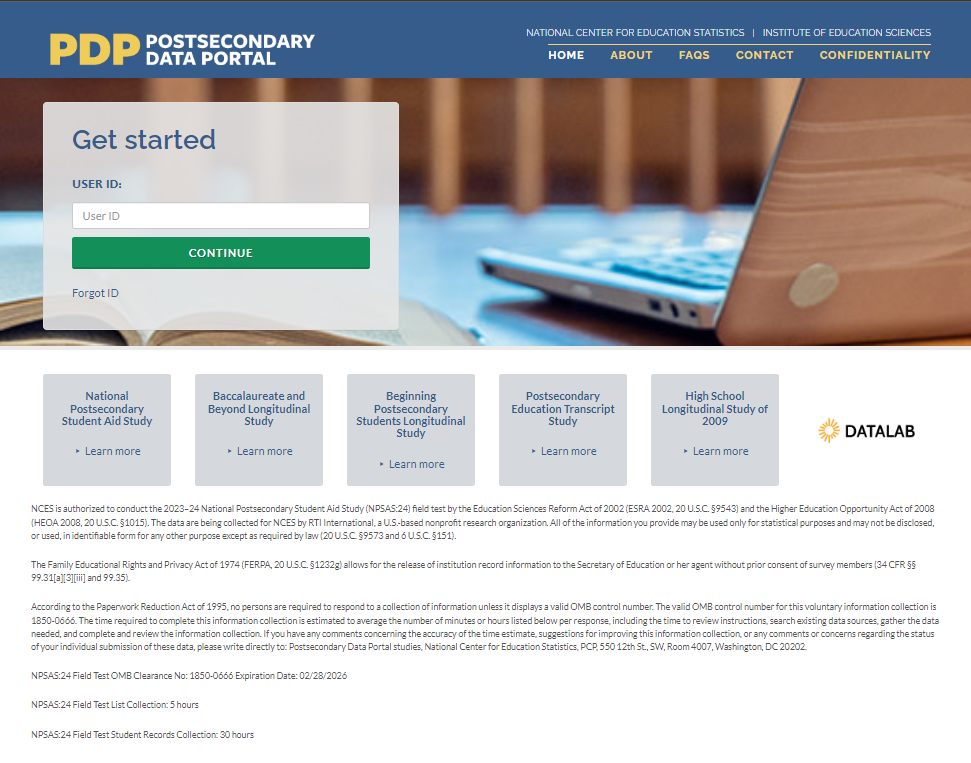 PDP POSTSECONDARY
DATA PORTAL
NATIONAL CENTER FOR EDUCATION STATISTICS | INSTITUTE OF EDUCATION SCIENCES
HOME ABOUT FAQS CONTACT CONFIDENTIALITY
Get started
USER ID:
User ID
CONTINUE
Forgot ID
National
Postsecondary
Student Aid Study
‣ Learn more
Baccalaureate and
Beyond Longitudinal
Study
‣ Learn more
Beginning
Postsecondary
Students Longitudinal
Study
‣ Learn more
Postsecondary
Education Transcript
Study
‣ Learn more
High School
Longitudinal Study of
2009
‣ Learn more
DATALAB
NCES is authorized to conduct the 2023–24 National Postsecondary Student Aid Study (NPSAS:24) field test by the Education Sciences Reform Act of 2002 (ESRA 2002, 20 U.S.C. §9543) and the Higher Education Opportunity Act of 2008
(HEOA 2008, 20 U.S.C. §1015). The data are being collected for NCES by RTI International, a U.S.-based nonprofit research organization. All of the information you provide may be used only for statistical purposes and may not be disclosed,
or used, in identifiable form for any other purpose except as required by law (20 U.S.C. §9573 and 6 U.S.C. §151).
The Family Educational Rights and Privacy Act of 1974 (FERPA, 20 U.S.C. §1232g) allows for the release of institution record information to the Secretary of Education or her agent without prior consent of survey members (34 CFR §§
99.31[a][3][iii] and 99.35).
According to the Paperwork Reduction Act of 1995, no persons are required to respond to a collection of information unless it displays a valid OMB control number. The valid OMB control number for this voluntary information collection is
1850-0666. The time required to complete this information collection is estimated to average the number of minutes or hours listed below per response, including the time to review instructions, search existing data sources, gather the data
needed, and complete and review the information collection. If you have any comments concerning the accuracy of the time estimate, suggestions for improving this information collection, or any comments or concerns regarding the status
of your individual submission of these data, please write directly to: Postsecondary Data Portal studies, National Center for Education Statistics, PCP, 550 12th St., SW, Room 4007, Washington, DC 20202.
NPSAS:24 Field Test OMB Clearance No: 1850-0666 Expiration Date: 02/28/2026
NPSAS:24 Field Test List Collection: 5 hours
NPSAS:24 Field Test Student Records Collection: 30 hours